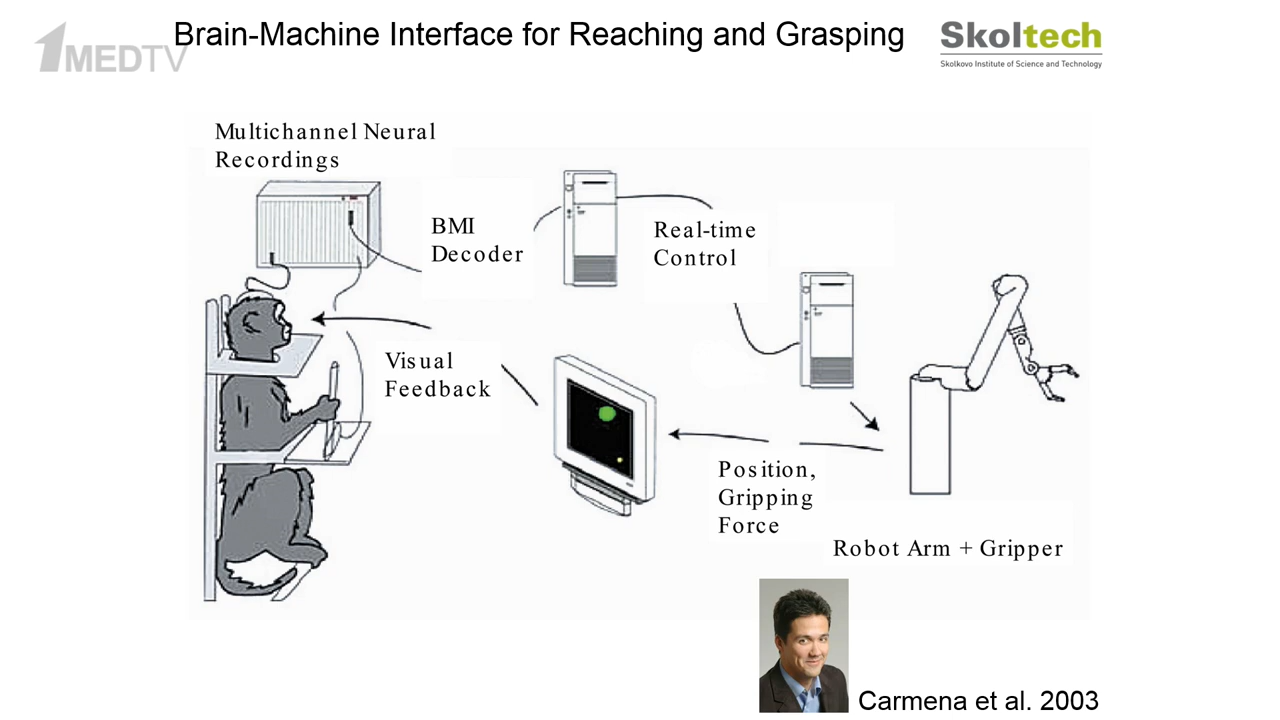 1MEDTV
Brain-Machine Interface for Reaching and Grasping
Skoltech
Skolkovo Institute of Science and Technology
Multichannel Neural
Recordings
BMI
Decoder
Real-time
Control
Visual
Feedback
Position,
Gripping
Force
Robot Arm + Gripper
Carmena et al. 2003